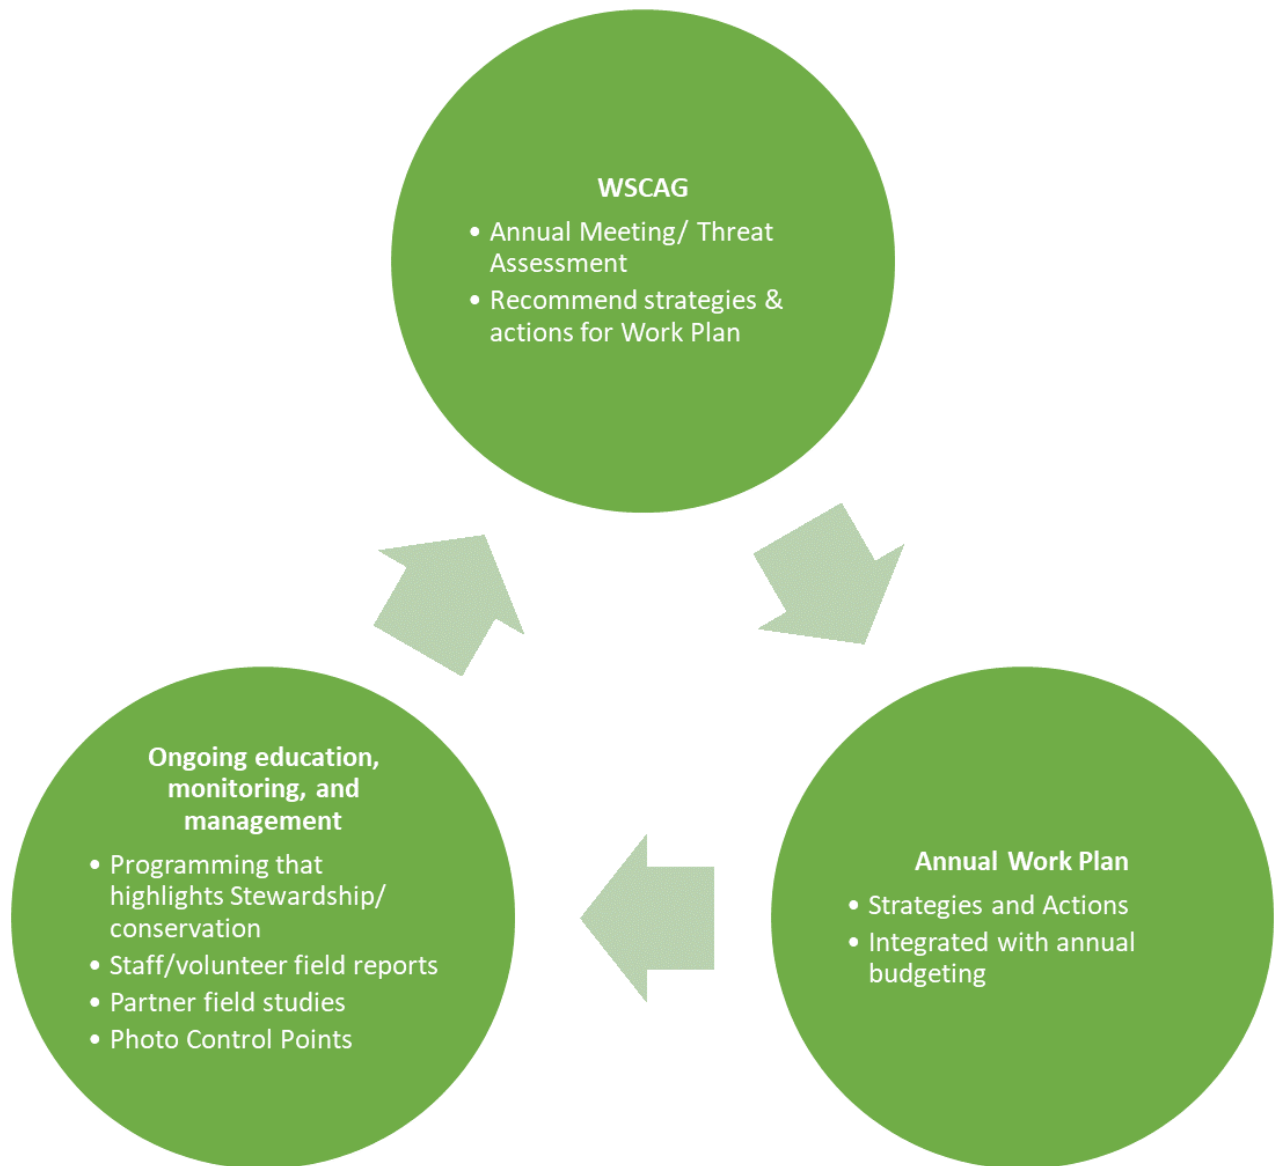 WSCAG
• Annual Meeting/ Threat
Assessment
• Recommend strategies &
actions for Work Plan
Annual Work Plan
• Strategies and Actions
• Integrated with annual
budgeting
Ongoing education,
monitoring, and
management
• Programming that
highlights Stewardship/
conservation
• Staff/volunteer field reports
• Partner field studies
• Photo Control Points